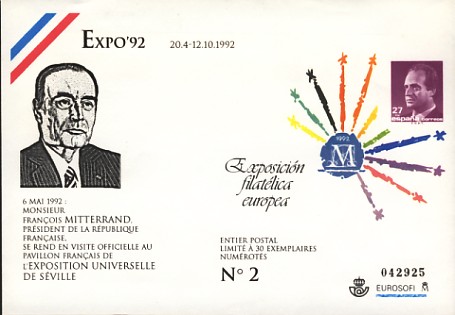 EXPO'92
20.4-12.10.1992
27
españa correos
1992
M
Exposición
filatélica
europea
6 MAI 1992 :
MONSIEUR
FRANÇOIS MITTERRAND,
PRÉSIDENT DE LA RÉPUBLIQUE
FRANÇAISE,
SE REND EN VISITE OFFICIELLE AU
PAVILLON FRANÇAIS DE
L'EXPOSITION UNIVERSELLE
DE SÉVILLE
ENTIER POSTAL
LIMITÉ À 30 EXEMPLAIRES
NUMÉROTÉS
N° 2
042925
EUROSOFI M